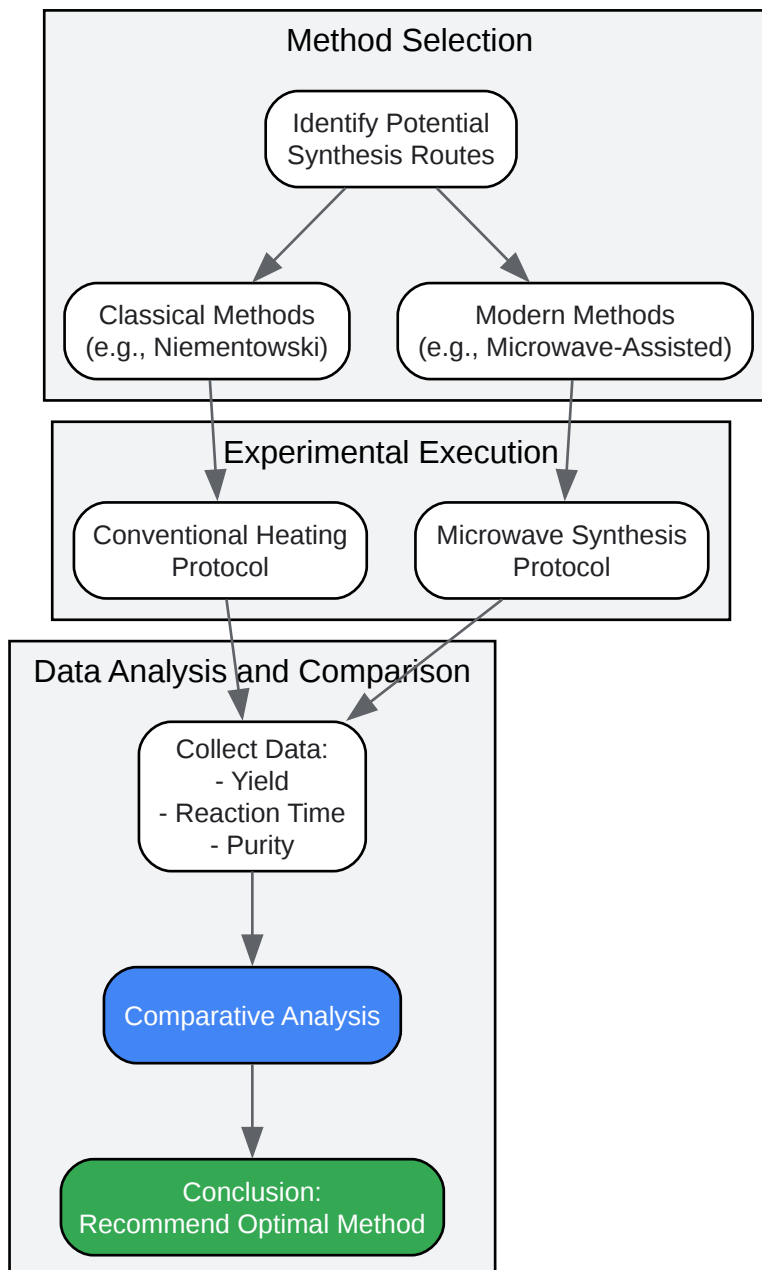 Method Selection
Identify Potential
Synthesis Routes
Classical Methods
(e.g., Niementowski)
Modern Methods
(e.g., Microwave-Assisted)
Experimental Execution
Conventional Heating
Protocol
Microwave Synthesis
Protocol
Data Analysis and Comparison
Collect Data:
- Yield
- Reaction Time
- Purity
Comparative Analysis
Conclusion:
Recommend Optimal Method